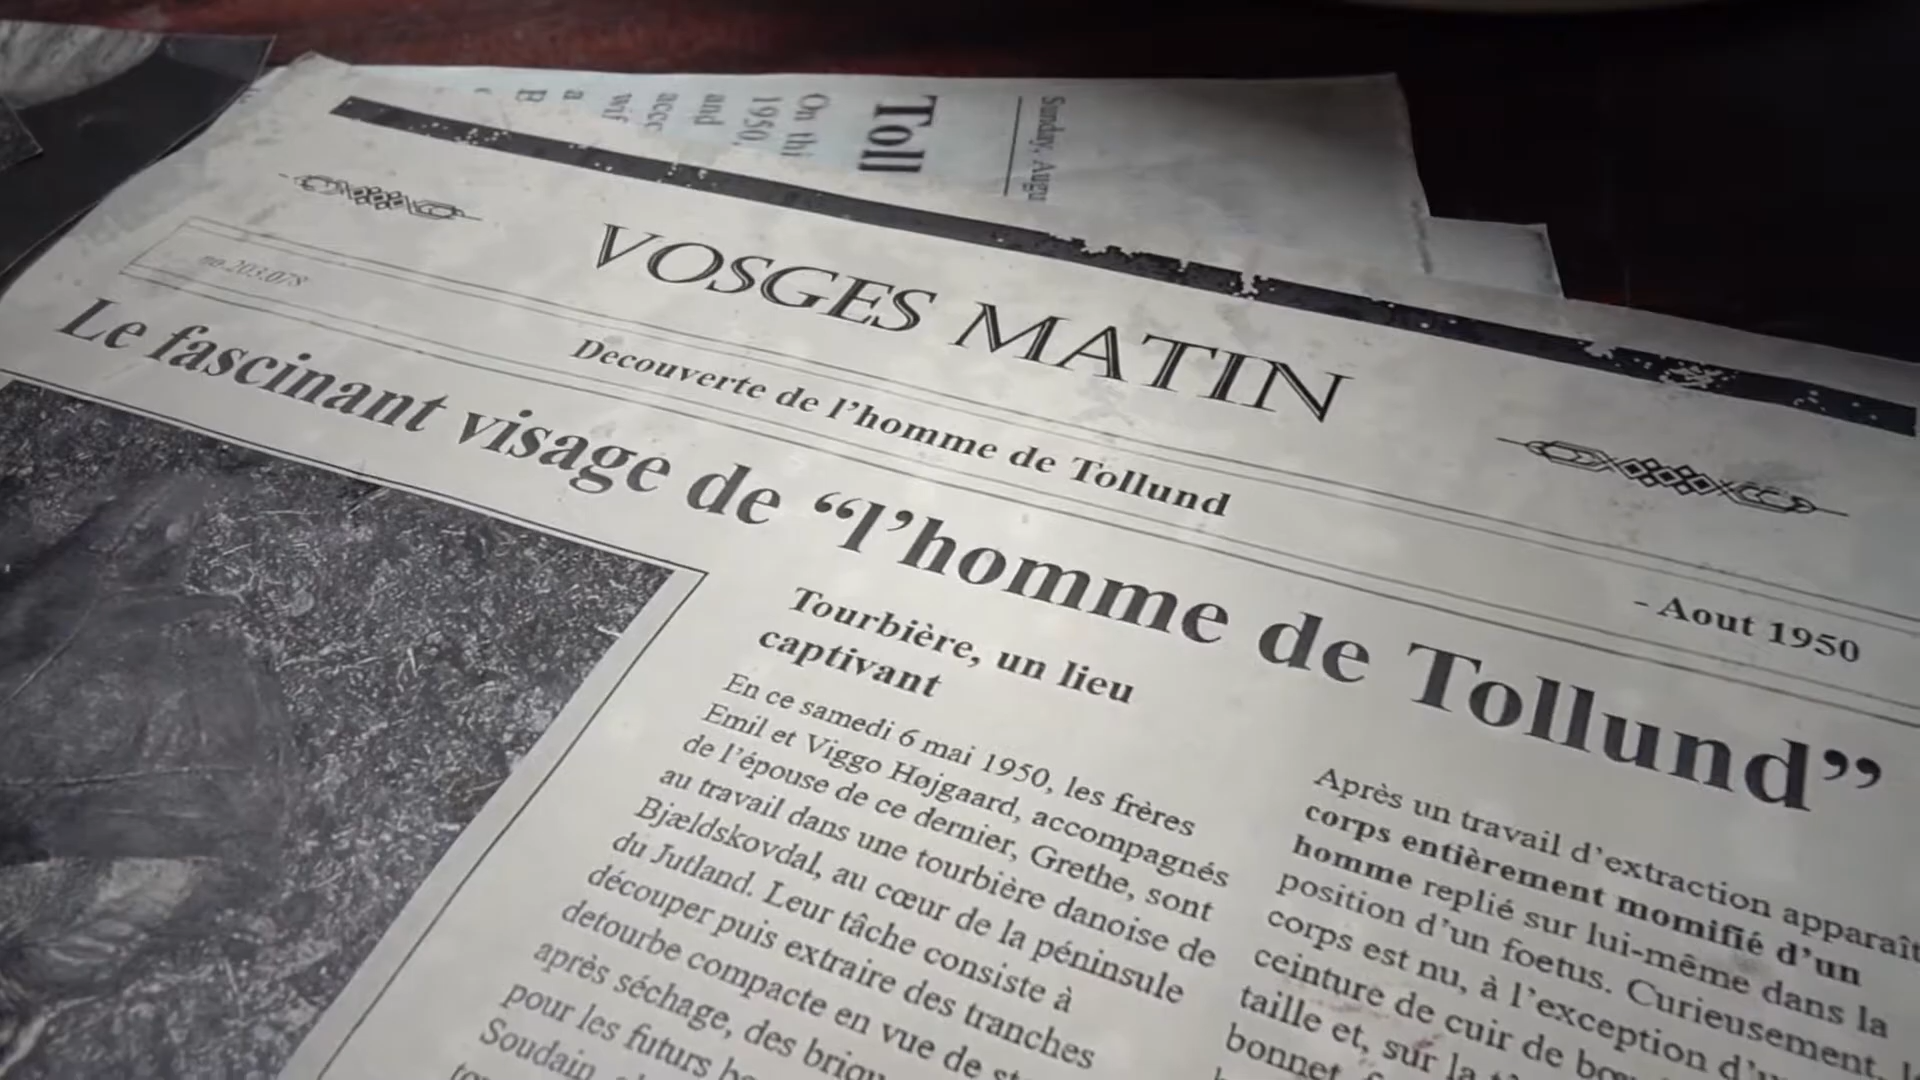 Sunday, Augu
Toll
On thi
1950,
and
acec
wif
a
VOSGES MATIN
no 203.078
Decouverte de l’homme de Tollund
- Aout 1950
Le fascinant visage de “l’homme de Tollund”
Tourbière, un lieu
captivant
En ce samedi 6 mai 1950, les frères
Emil et Viggo Højgaard, accompagnés
de l’épouse de ce dernier, Grethe, sont
au travail dans une tourbière danoise de
Bjældskovdal, au cœur de la péninsule
du Jutland. Leur tâche consiste à
découper puis extraire des tranches
detourbe compacte en vue de
après séchage, des briqu
pour les futurs
Soudain,
Après un travail d’extraction apparaît
corps entièrement momifié d’un
homme replié sur lui-même dans la
position d’un foetus. Curieusement,
corps est nu, à l’exception d’u
ceinture de cuir de
taille et, sur la
bonnet